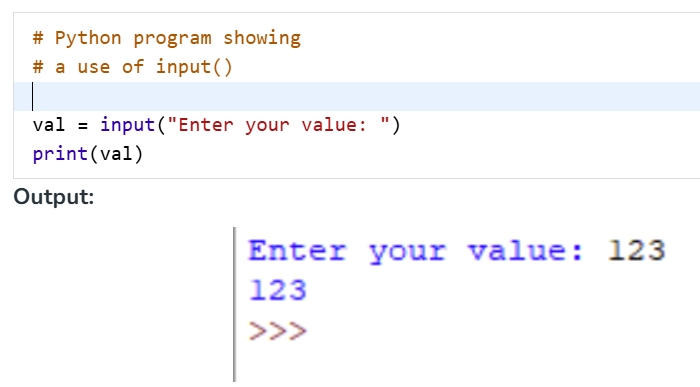 # Python program showing
# a use of input()
val = input("Enter your value: ")
print(val)
Output:
Enter your value: 123
123
>>>